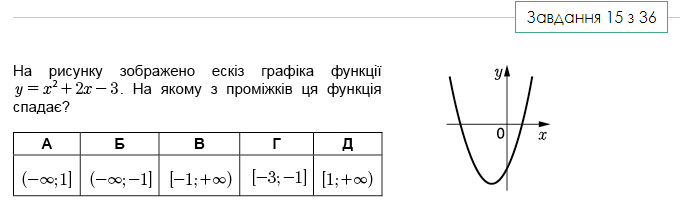 Завдання 15 з 36
На рисунку зображено ескіз графіка функції
y = x² + 2x − 3. На якому з проміжків ця функція
спадає?
А Б В Г Д
(−∞; 1] (−∞; −1] [−1; +∞) [−3; −1] [1; +∞)
y
0 x